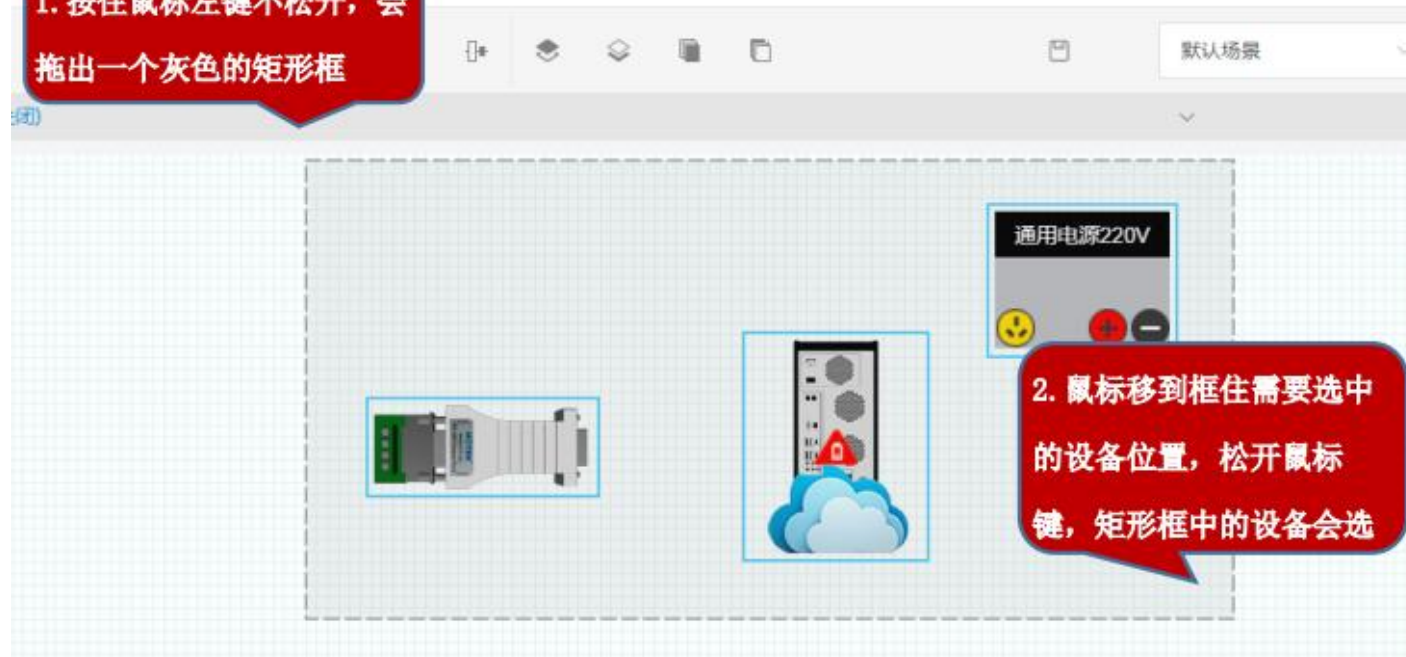 1. 按住鼠标左键不松开，会
拖出一个灰色的矩形框
默认场景
闭)
通用电源220V
2. 鼠标移到框住需要选中
的设备位置，松开鼠标
键，矩形框中的设备会选